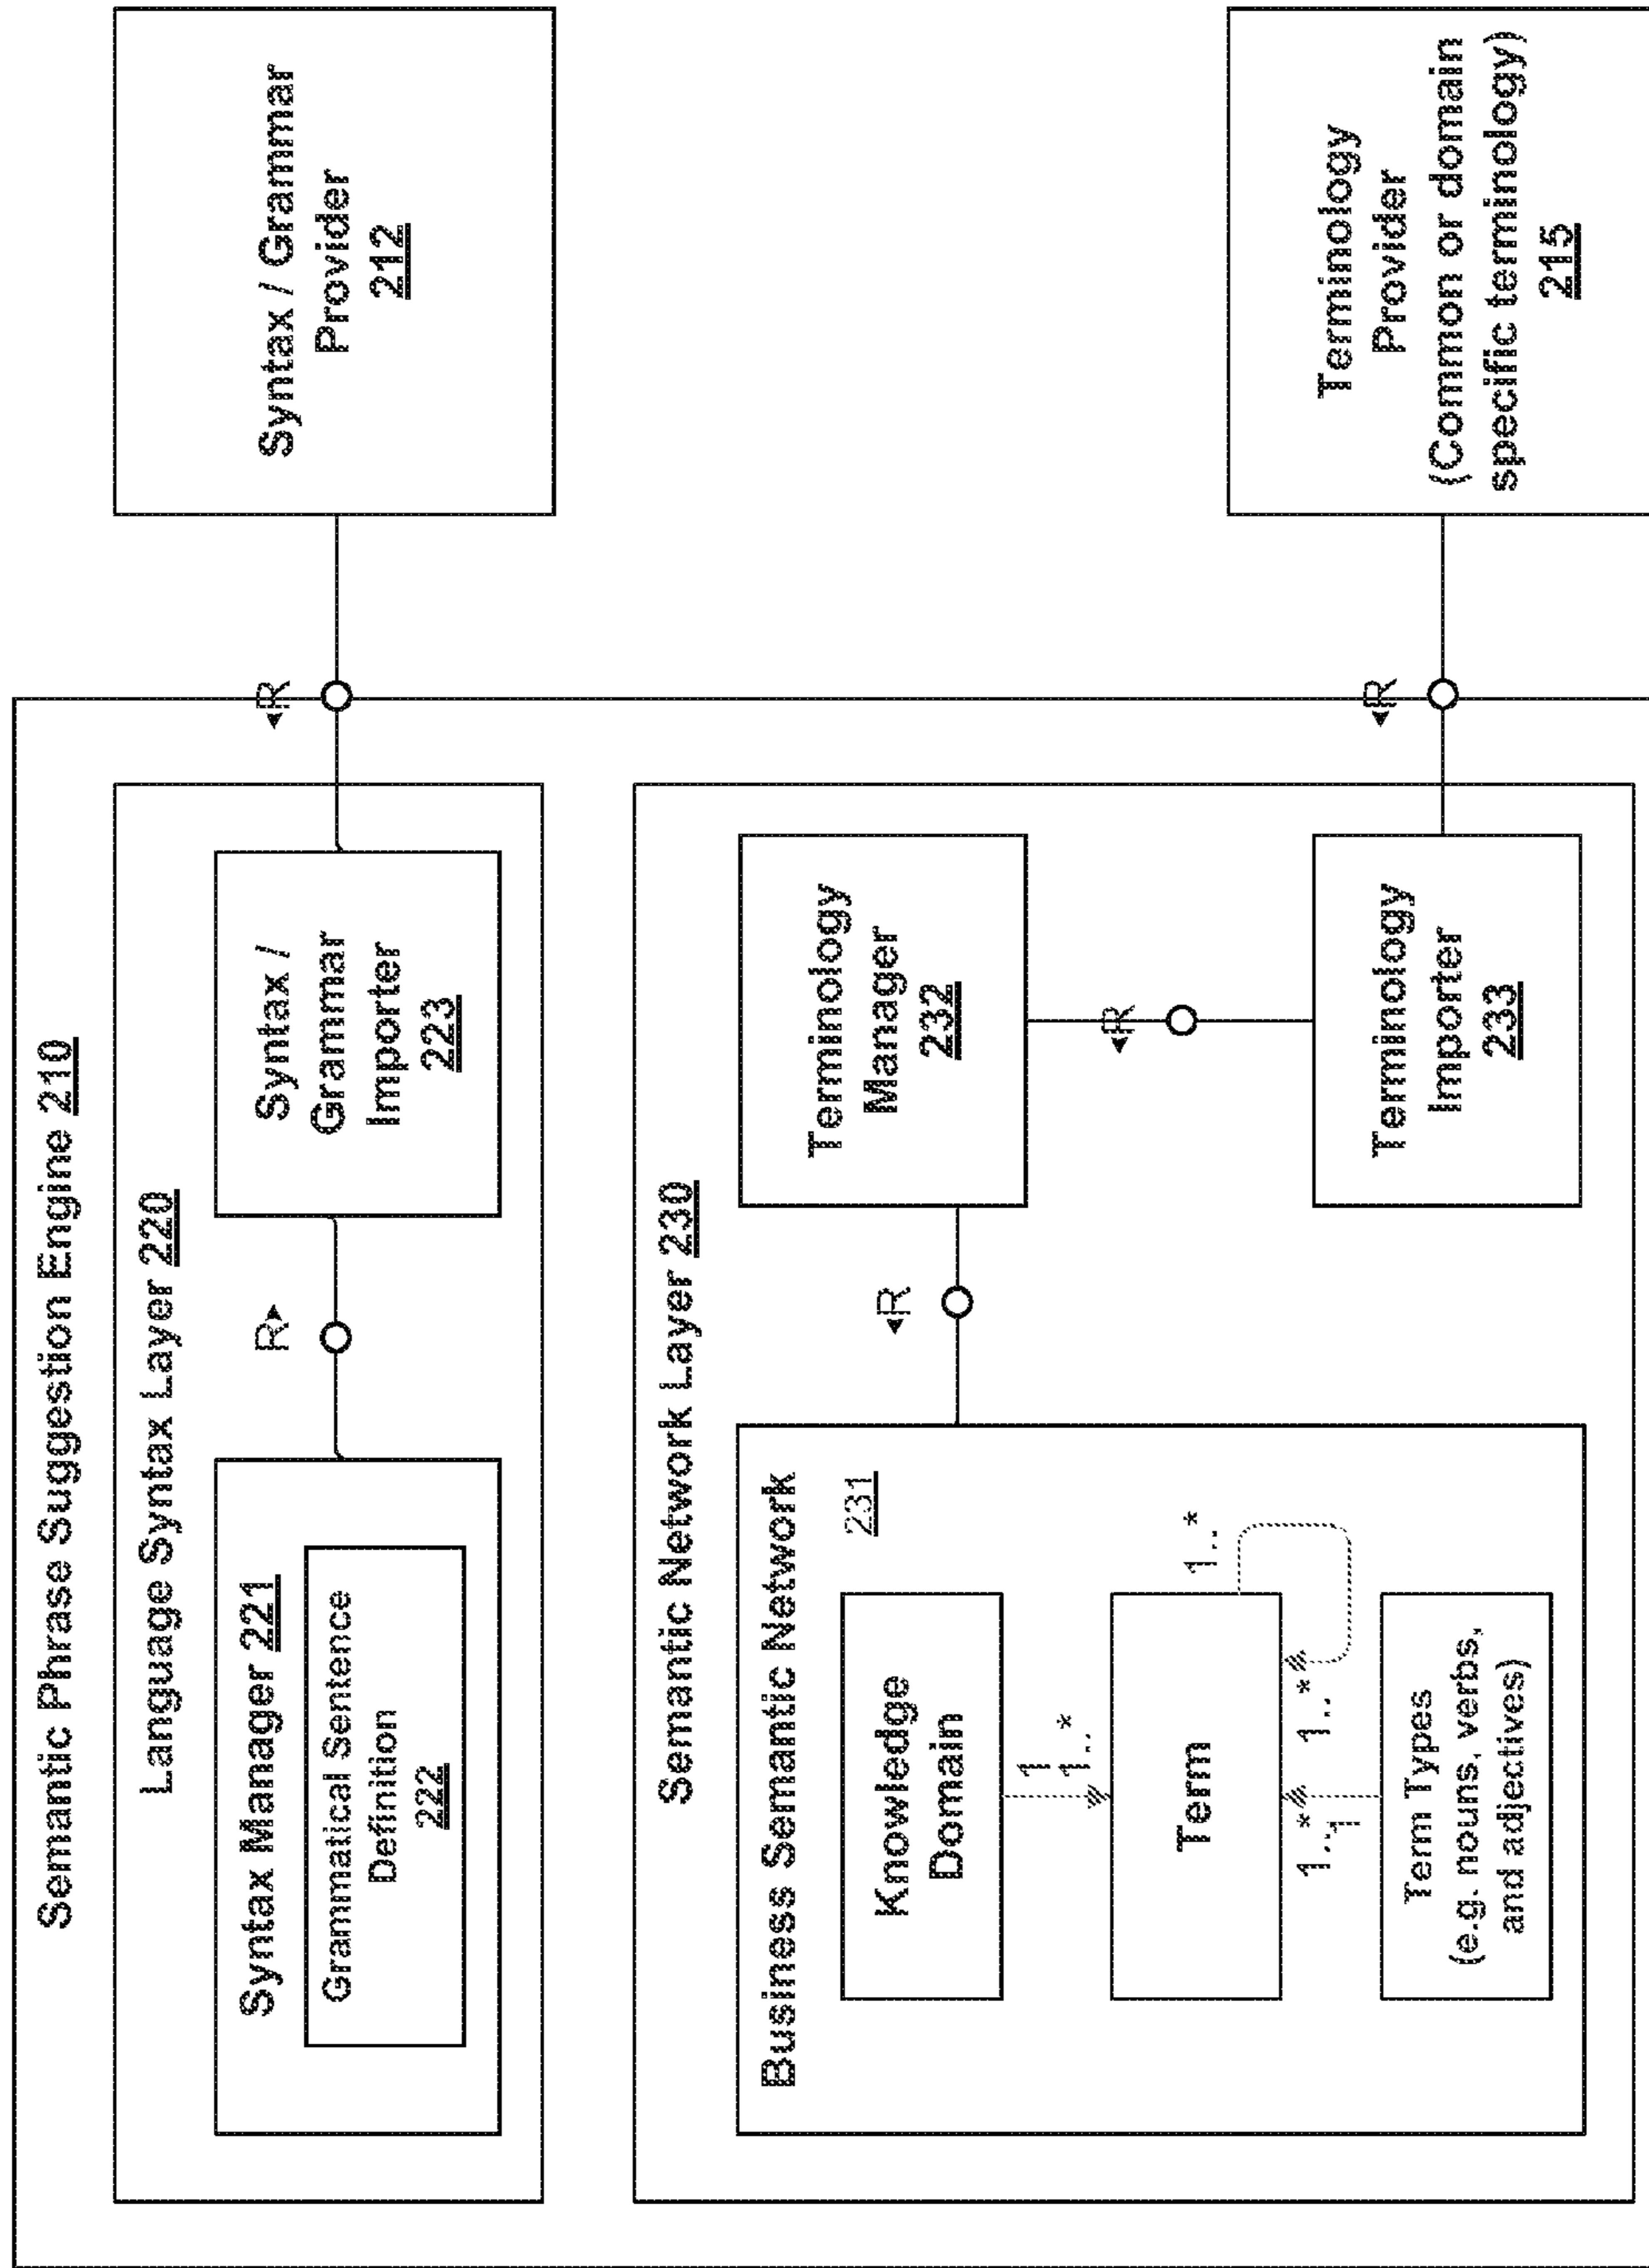 Semantic Phrase Suggestion Engine 210
Language Syntax Layer 220
Syntax Manager 221
Grammatical Sentence
Definition
222
R
Syntax /
Grammar
Importer
223
R
Syntax / Grammar
Provider
212
Semantic Network Layer 230
Business Semantic Network
231
Knowledge
Domain
1
1..*
Term
1..*
1..*
1..*
1
Term Types
(e.g. nouns, verbs,
and adjectives)
R
Terminology
Manager
232
R
Terminology
Importer
233
R
Terminology
Provider
(Common or domain
specific terminology)
215